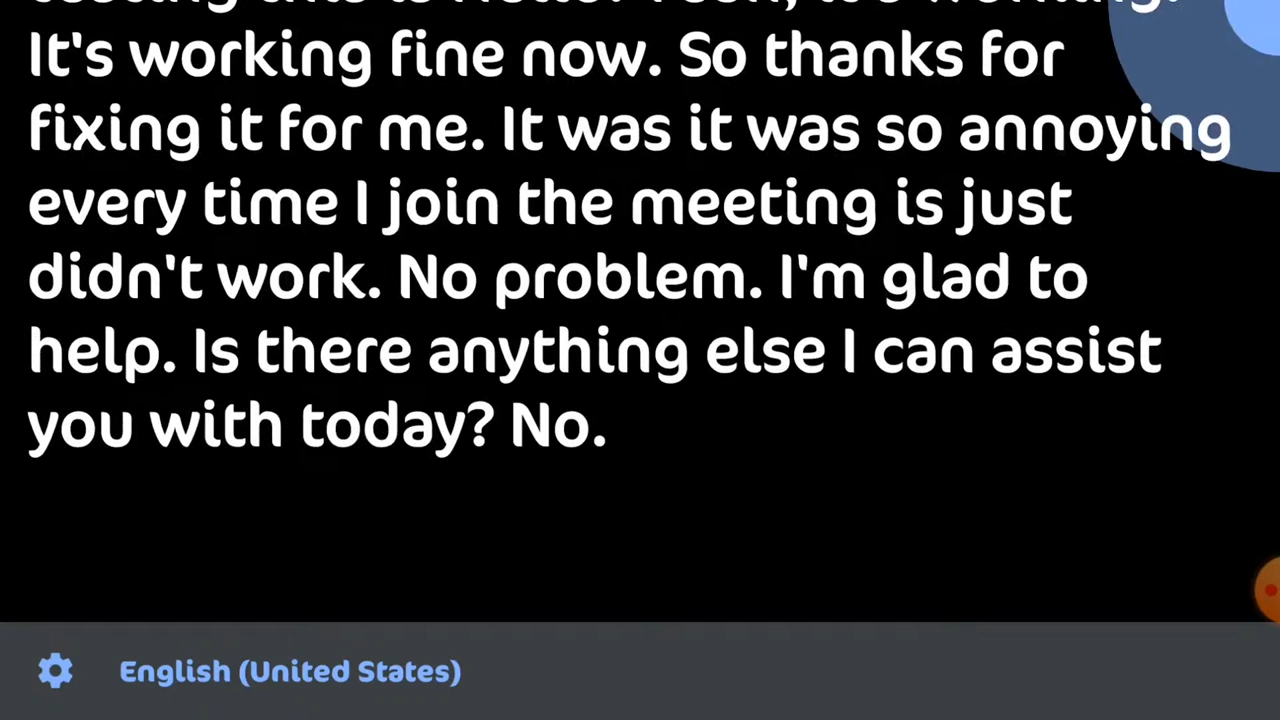 It's working fine now. So thanks for
fixing it for me. It was it was so annoying
every time I join the meeting is just
didn't work. No problem. I'm glad to
help. Is there anything else I can assist
you with today? No.
English (United States)